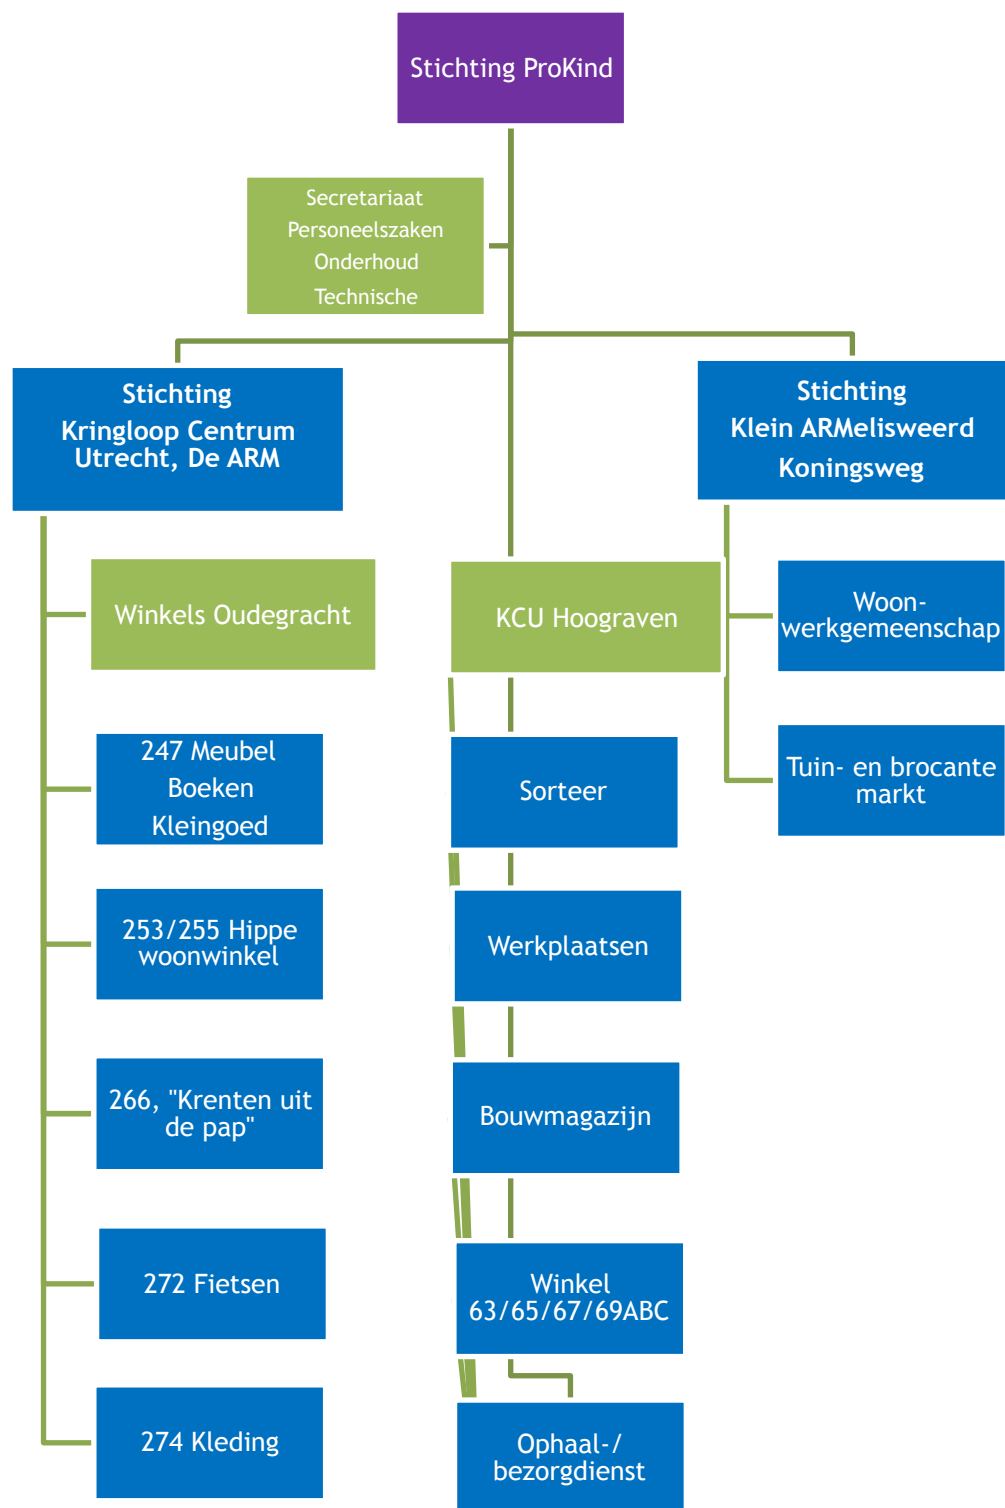 Stichting ProKind
Secretariaat
Personeelszaken
Onderhoud
Technische
Stichting
Kringloop Centrum
Utrecht, De ARM
Stichting
Klein ARMelisweerd
Koningsweg
Winkels Oudegracht
KCU Hoograven
Woon-
werkgemeenschap
247 Meubel
Boeken
Kleingoed
Sorteer
Tuin- en brocante
markt
253/255 Hippe
woonwinkel
Werkplaatsen
266, "Krenten uit
de pap"
Bouwmagazijn
272 Fietsen
Winkel
63/65/67/69ABC
274 Kleding
Ophaal-/
bezorgdienst